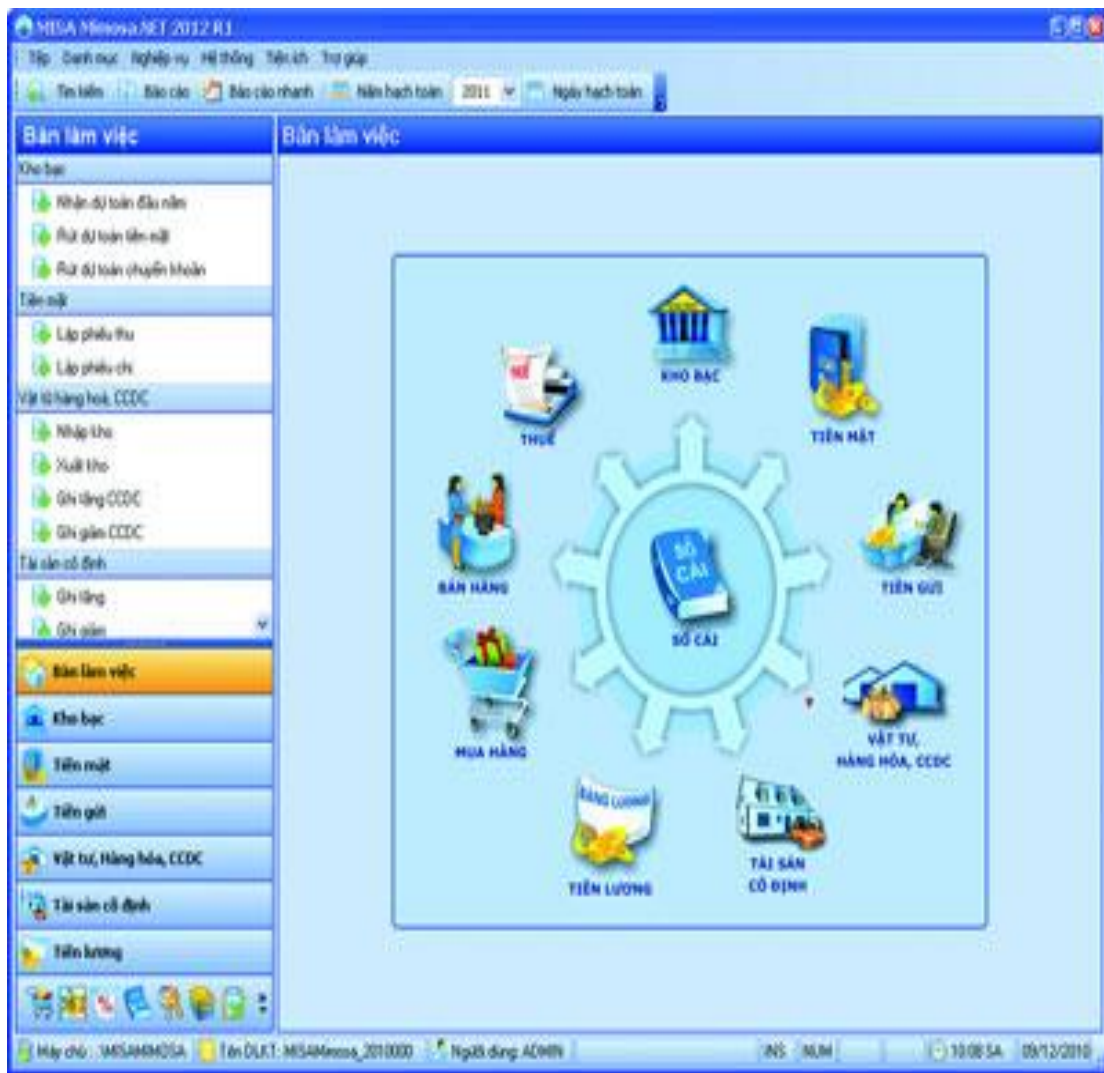 MISA Mimosa.NET 2012 R1
Tệp Danh mục Nghiệp vụ Hệ thống Tiện ích Trợ giúp
Tìm kiếm Báo cáo Báo cáo nhanh Năm hạch toán 2011 Ngày hạch toán
Bàn làm việc
Bàn làm việc
Kho bạc
Nhận dự toán đầu năm
Rút dự toán tiền mặt
Rút dự toán chuyển khoản
Tiền mặt
Lập phiếu thu
Lập phiếu chi
Vật tư hàng hoá, CCDC
Nhập kho
Xuất kho
Ghi tăng CCDC
Ghi giảm CCDC
Tài sản cố định
Ghi tăng
Ghi giảm
Bàn làm việc
Kho bạc
Tiền mặt
Tiền gửi
Vật tư, Hàng hóa, CCDC
Tài sản cố định
Tiền lương
KHO BẠC
TIỀN MẶT
THUẾ
TIỀN GỬI
BÁN HÀNG
SỔ
CÁI
SỔ CÁI
MUA HÀNG
VẬT TƯ,
HÀNG HÓA, CCDC
BẢNG LƯƠNG
TIỀN LƯƠNG
TÀI SẢN
CỐ ĐỊNH
Máy chủ : \MISAMIMOSA Tên DLKT: MISAMimosa_2010000 Người dùng: ADMIN INS NUM 10:08 SA 09/12/2010